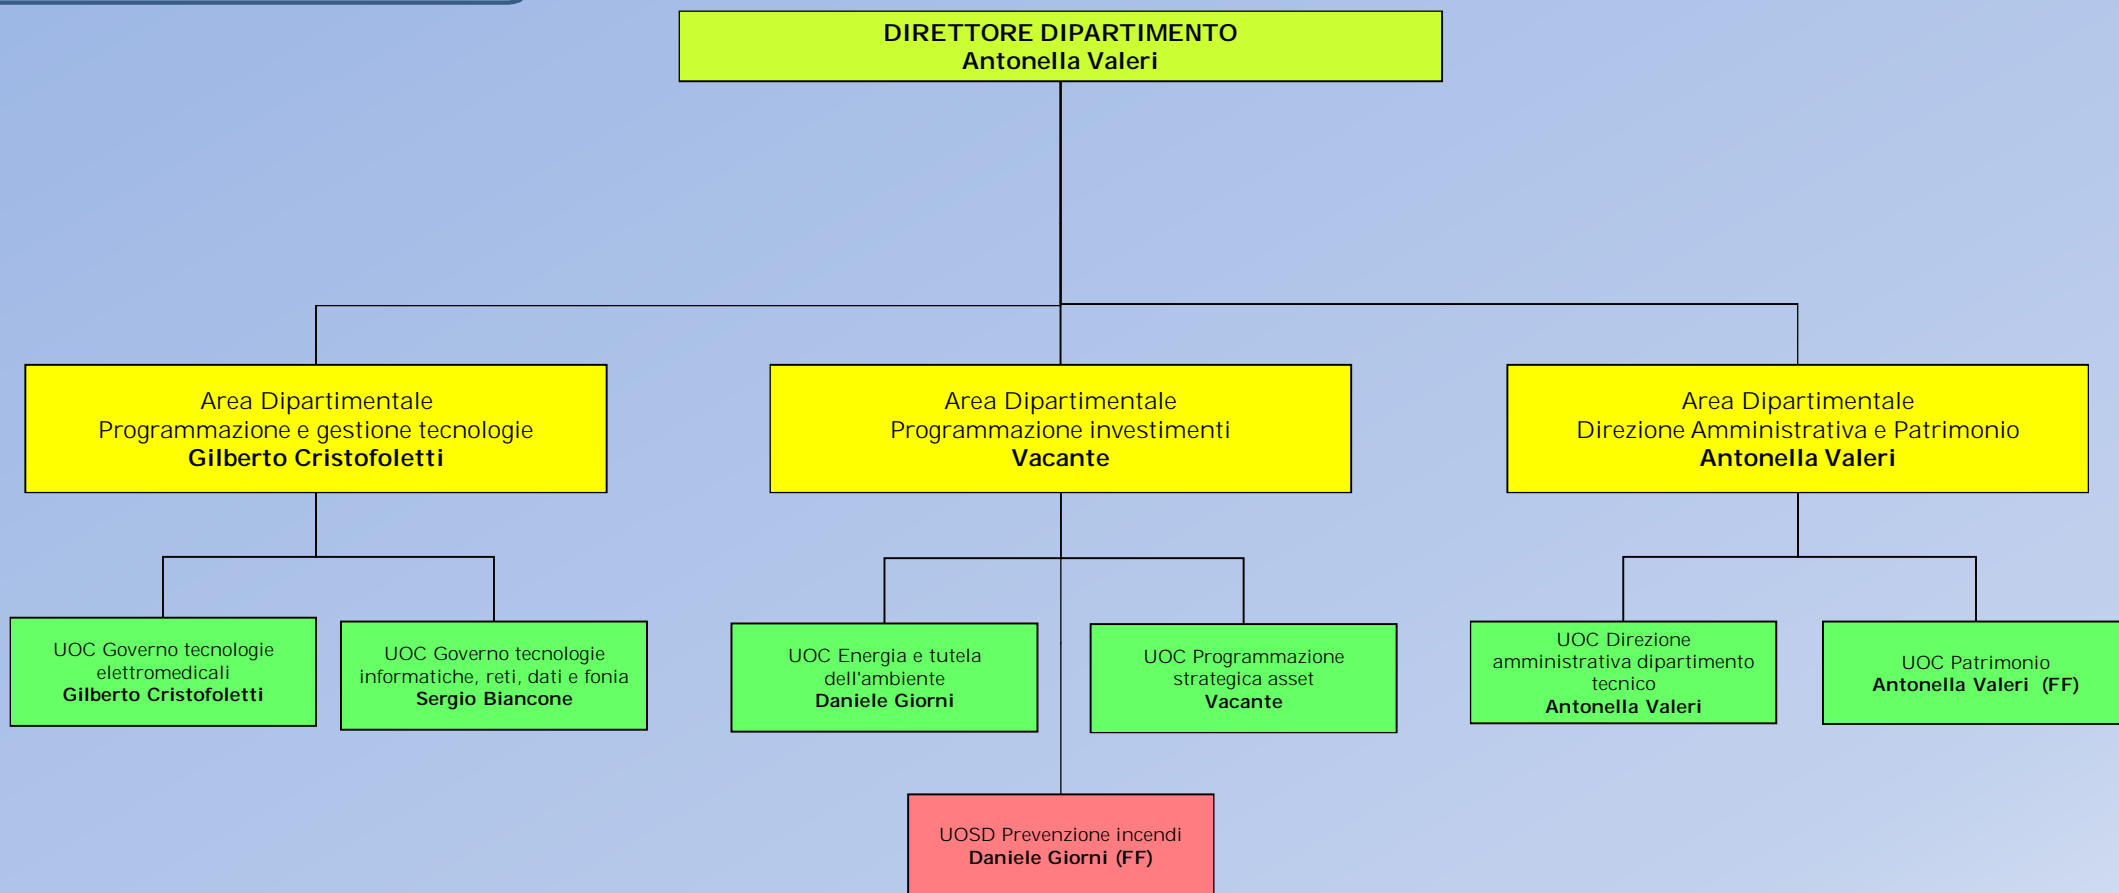 DIRETTORE DIPARTIMENTO
Antonella Valeri
Area Dipartimentale
Programmazione e gestione tecnologie
Gilberto Cristofoletti
Area Dipartimentale
Programmazione investimenti
Vacante
Area Dipartimentale
Direzione Amministrativa e Patrimonio
Antonella Valeri
UOC Governo tecnologie
elettromedicali
Gilberto Cristofoletti
UOC Governo tecnologie
informatiche, reti, dati e fonia
Sergio Biancone
UOC Energia e tutela
dell'ambiente
Daniele Giorni
UOC Programmazione
strategica asset
Vacante
UOC Direzione
amministrativa dipartimento
tecnico
Antonella Valeri
UOC Patrimonio
Antonella Valeri (FF)
UOSD Prevenzione incendi
Daniele Giorni (FF)